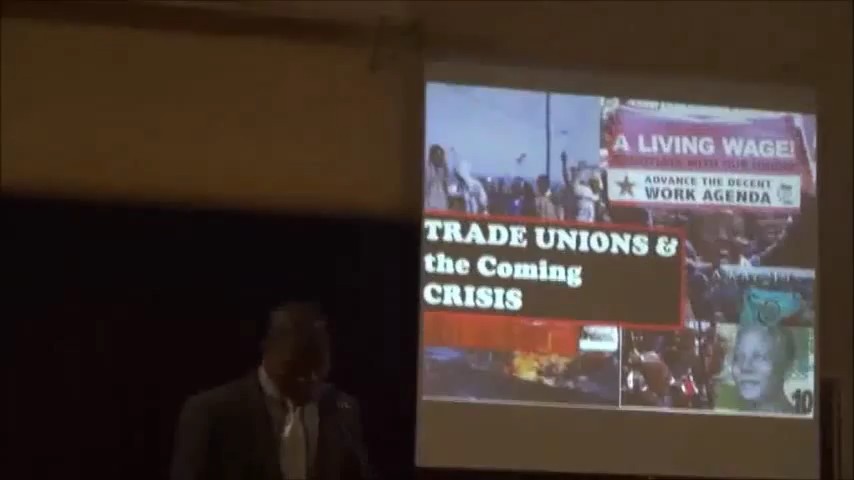 A LIVING WAGE!
ADVANCE THE DECENT
WORK AGENDA
TRADE UNIONS &
the Coming
CRISIS
10